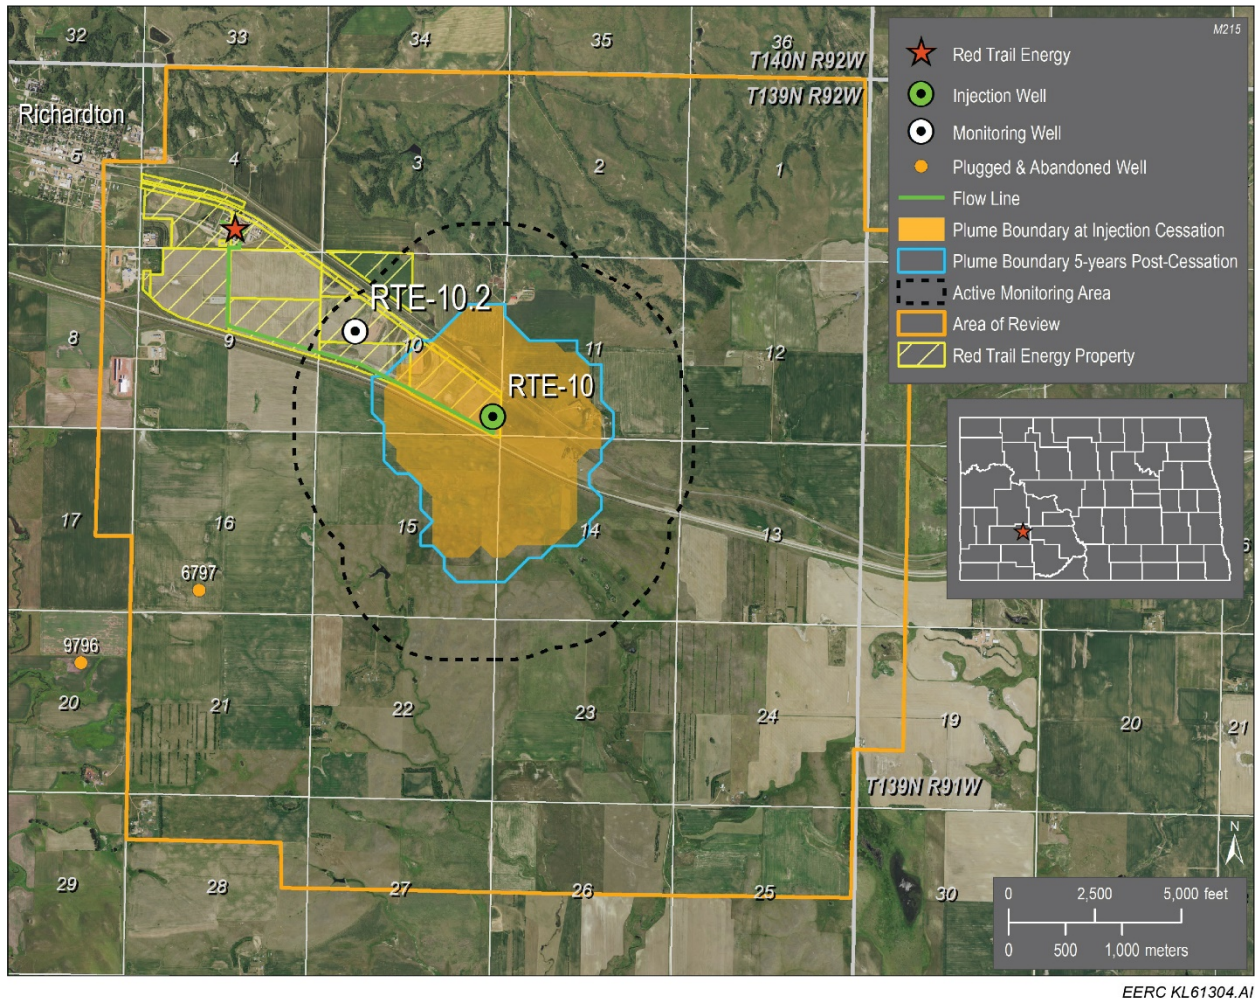 32
33
34
35
36
M215
T140N R92W
T139N R92W
Richardton
5
4
3
2
1
Red Trail Energy
Injection Well
Monitoring Well
Plugged & Abandoned Well
Flow Line
Plume Boundary at Injection Cessation
Plume Boundary 5-years Post-Cessation
Active Monitoring Area
Area of Review
Red Trail Energy Property
RTE-10.2
8
9
10
11
12
RTE-10
17
16
15
14
13
6797
9796
20
21
22
23
24
19
20
21
T139N R91W
29
28
27
26
25
30
N
0 2,500 5,000 feet
0 500 1,000 meters
EERC KL61304.AI